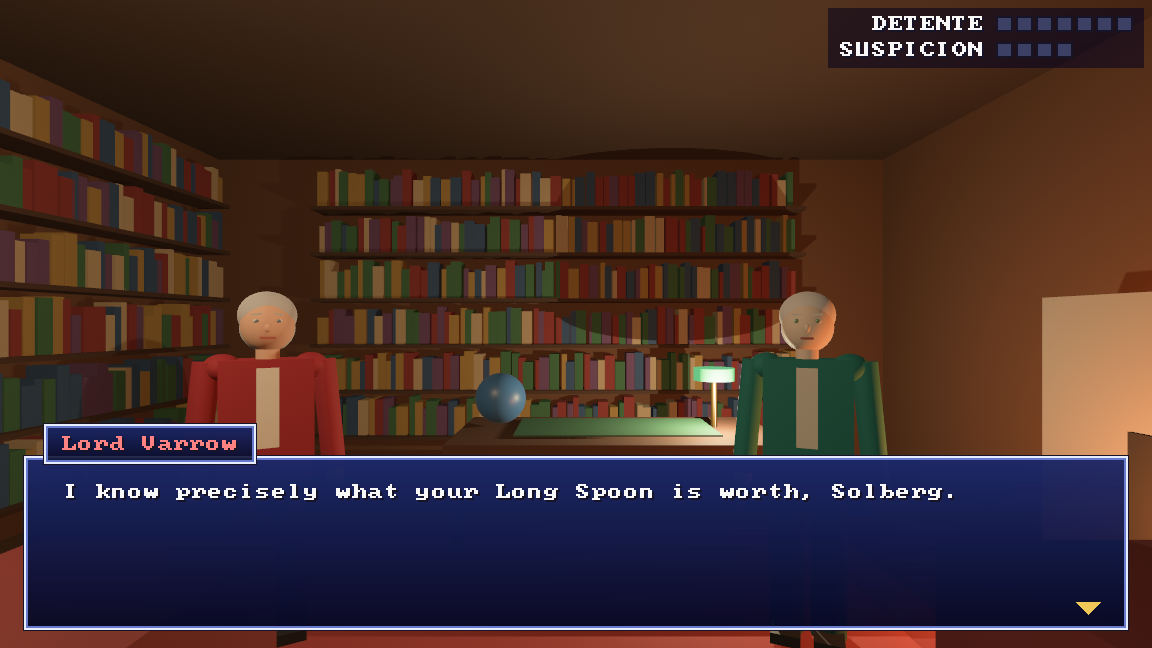 DETENTE
SUSPICION
Lord Varrow
I know precisely what your Long Spoon is worth, Solberg.